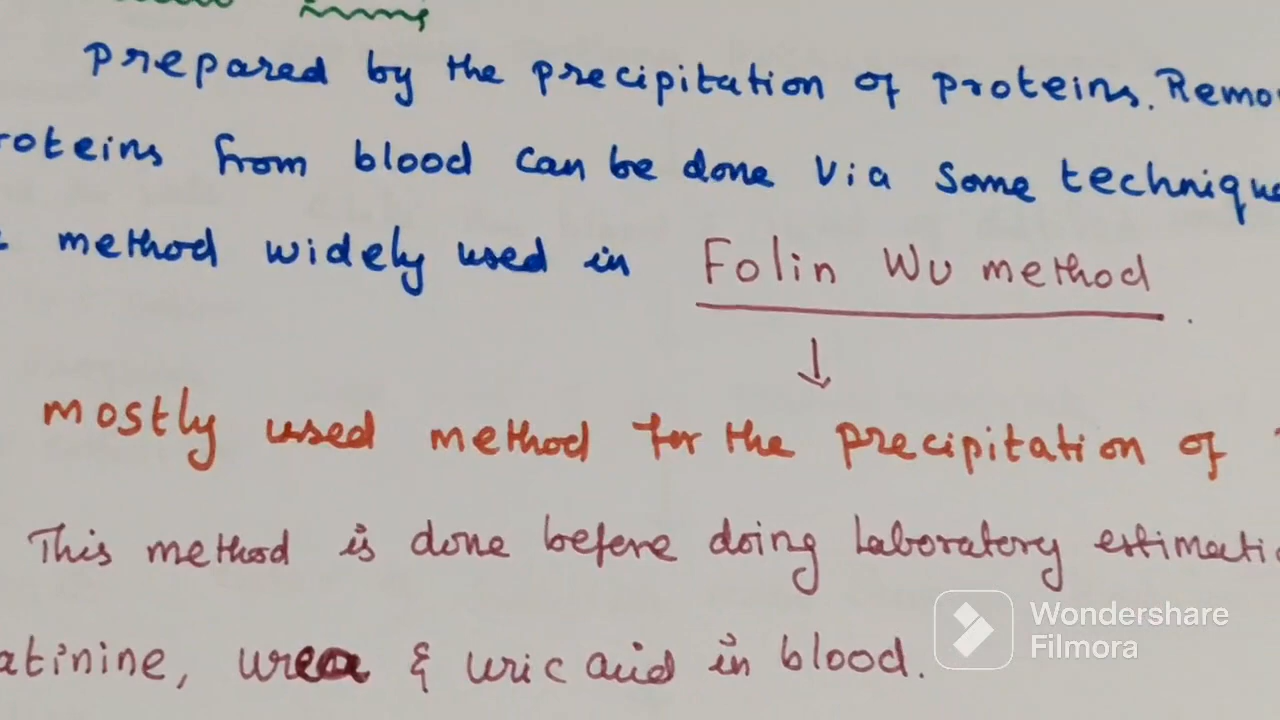 prepared by the precipitation of proteins. Remo
roteins from blood can be done via some technique
method widely used in Folin Wu method.
↓
mostly used method for the precipitation of
This method is done before doing laboratory estimati
atinine, urea & uric acid in blood.
Wondershare
Filmora